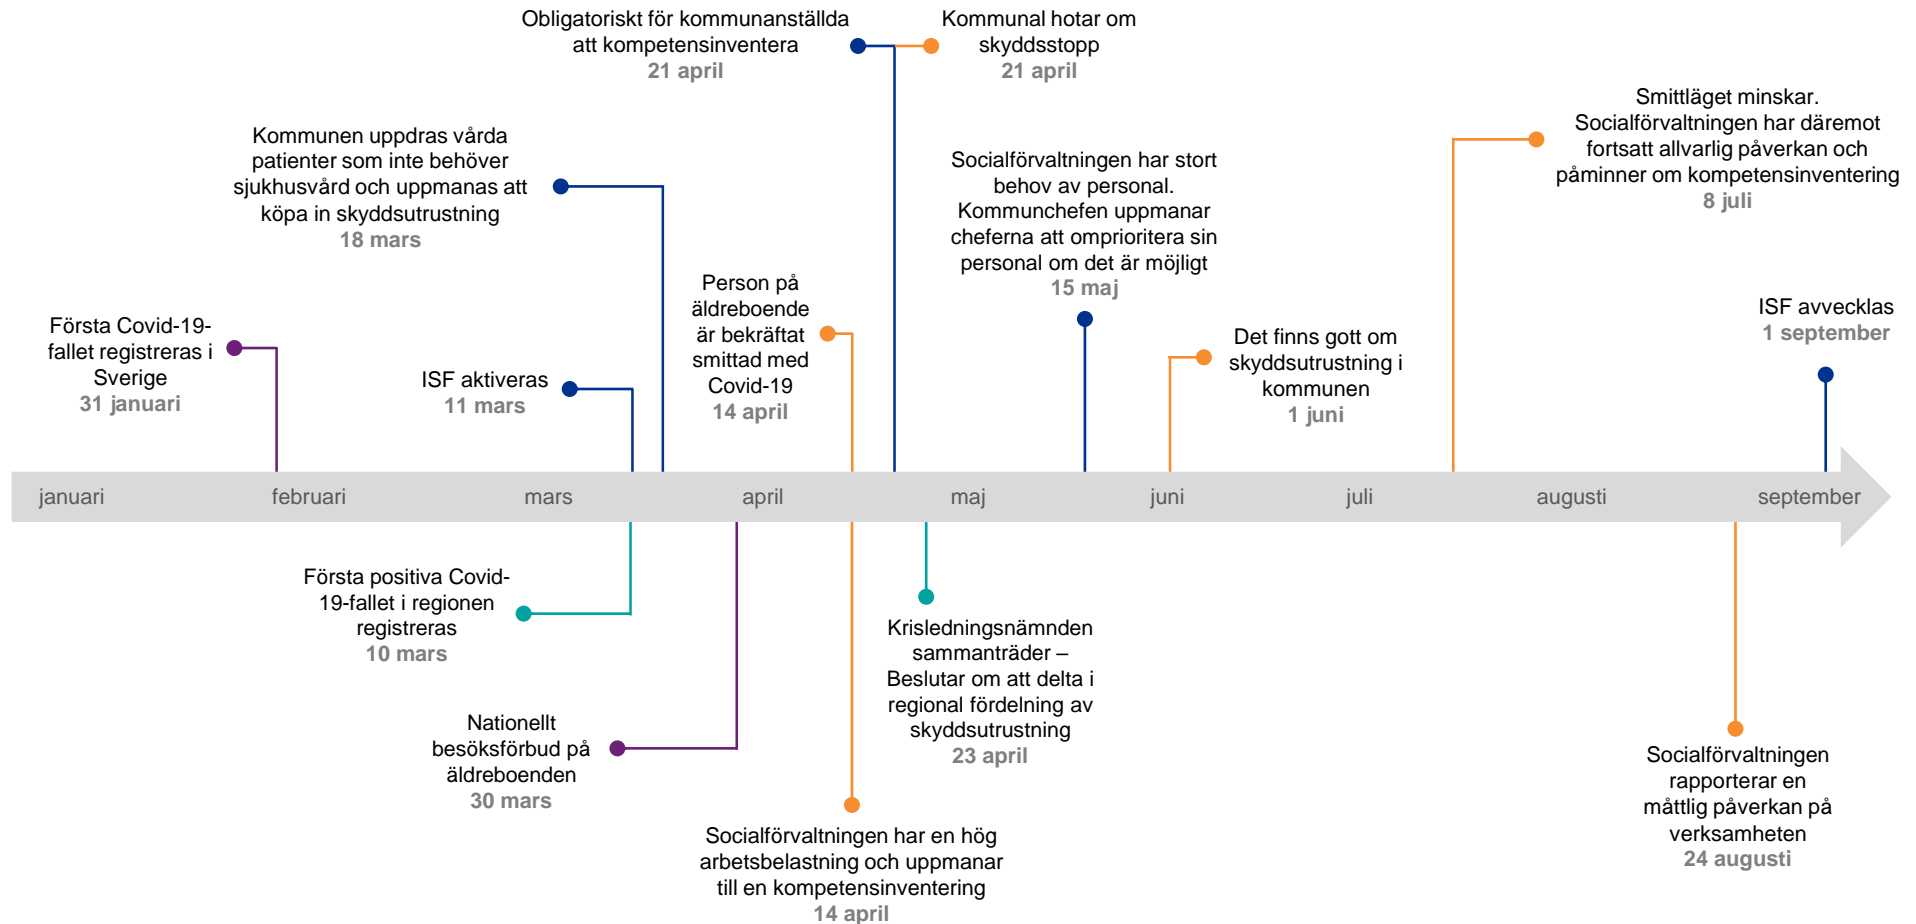 Obligatoriskt för kommunanställda
att kompetensinventera
21 april
Kommunal hotar om
skyddsstopp
21 april
Smittläget minskar.
Socialförvaltningen har däremot
fortsatt allvarlig påverkan och
påminner om kompetensinventering
8 juli
Kommunen uppdras vårda
patienter som inte behöver
sjukhusvård och uppmanas att
köpa in skyddsutrustning
18 mars
Socialförvaltningen har stort
behov av personal.
Kommunchefen uppmanar
cheferna att omprioritera sin
personal om det är möjligt
15 maj
Person på
äldreboende
är bekräftat
smittad med
Covid-19
14 april
Första Covid-19-
fallet registreras i
Sverige
31 januari
ISF aktiveras
11 mars
Det finns gott om
skyddsutrustning i
kommunen
1 juni
ISF avvecklas
1 september
januari februari mars april maj juni juli augusti september
Första positiva Covid-
19-fallet i regionen
registreras
10 mars
Krisledningsnämnden
sammanträder –
Beslutar om att delta i
regional fördelning av
skyddsutrustning
23 april
Nationellt
besöksförbud på
äldreboenden
30 mars
Socialförvaltningen
rapporterar en
måttlig påverkan på
verksamheten
24 augusti
Socialförvaltningen har en hög
arbetsbelastning och uppmanar
till en kompetensinventering
14 april